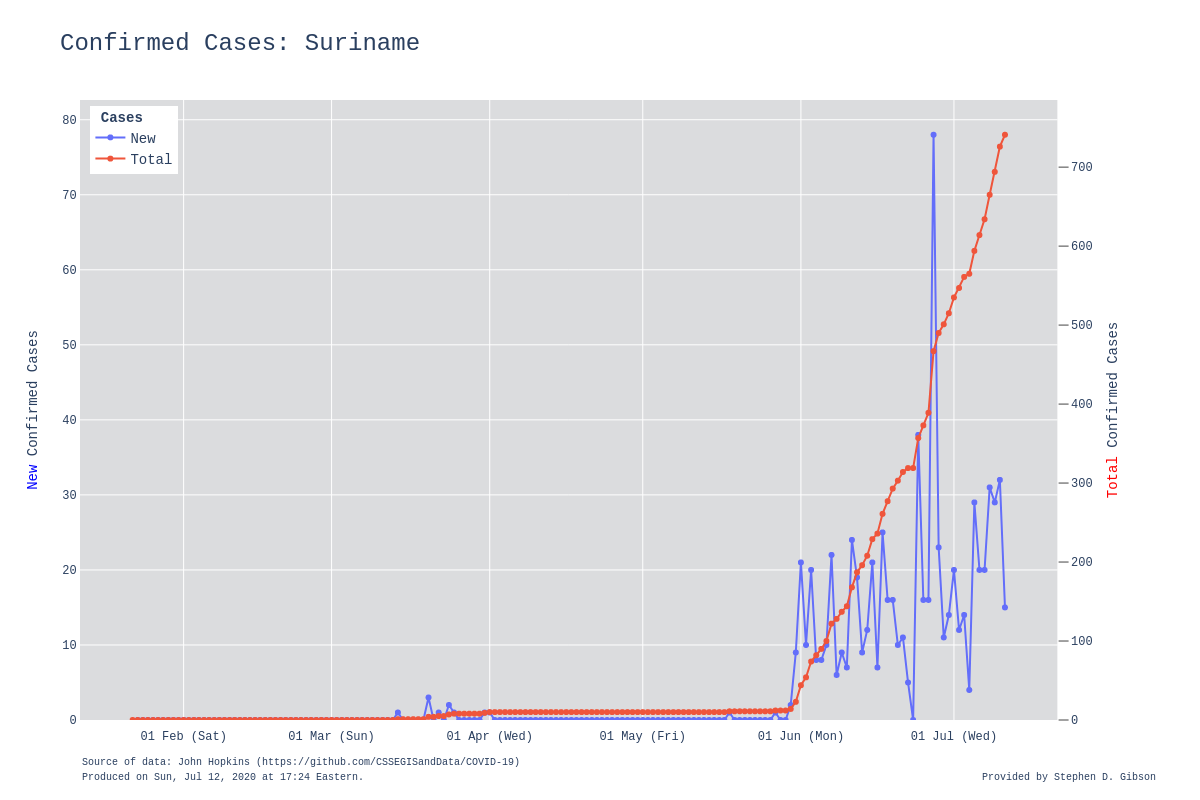 Confirmed Cases: Suriname
Cases
New
Total
80
70
60
50
40
30
20
10
0
700
600
500
400
300
200
100
0
New Confirmed Cases
Total Confirmed Cases
01 Feb (Sat)
01 Mar (Sun)
01 Apr (Wed)
01 May (Fri)
01 Jun (Mon)
01 Jul (Wed)
Source of data: John Hopkins (https://github.com/CSSEGISandData/COVID-19)
Produced on Sun, Jul 12, 2020 at 17:24 Eastern.
Provided by Stephen D. Gibson